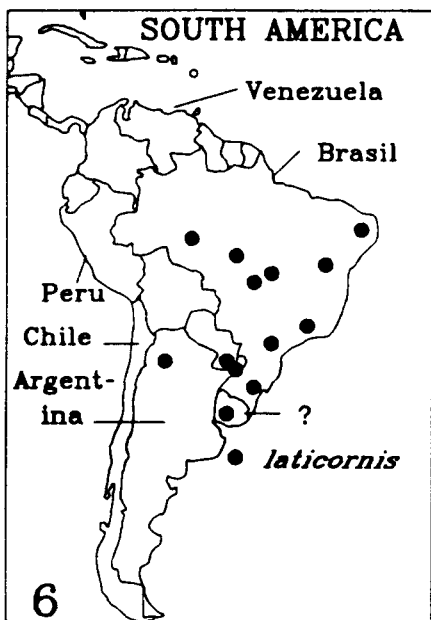 SOUTH AMERICA
Venezuela
Brasil
Peru
Chile
Argent-
ina
?
laticornis
6